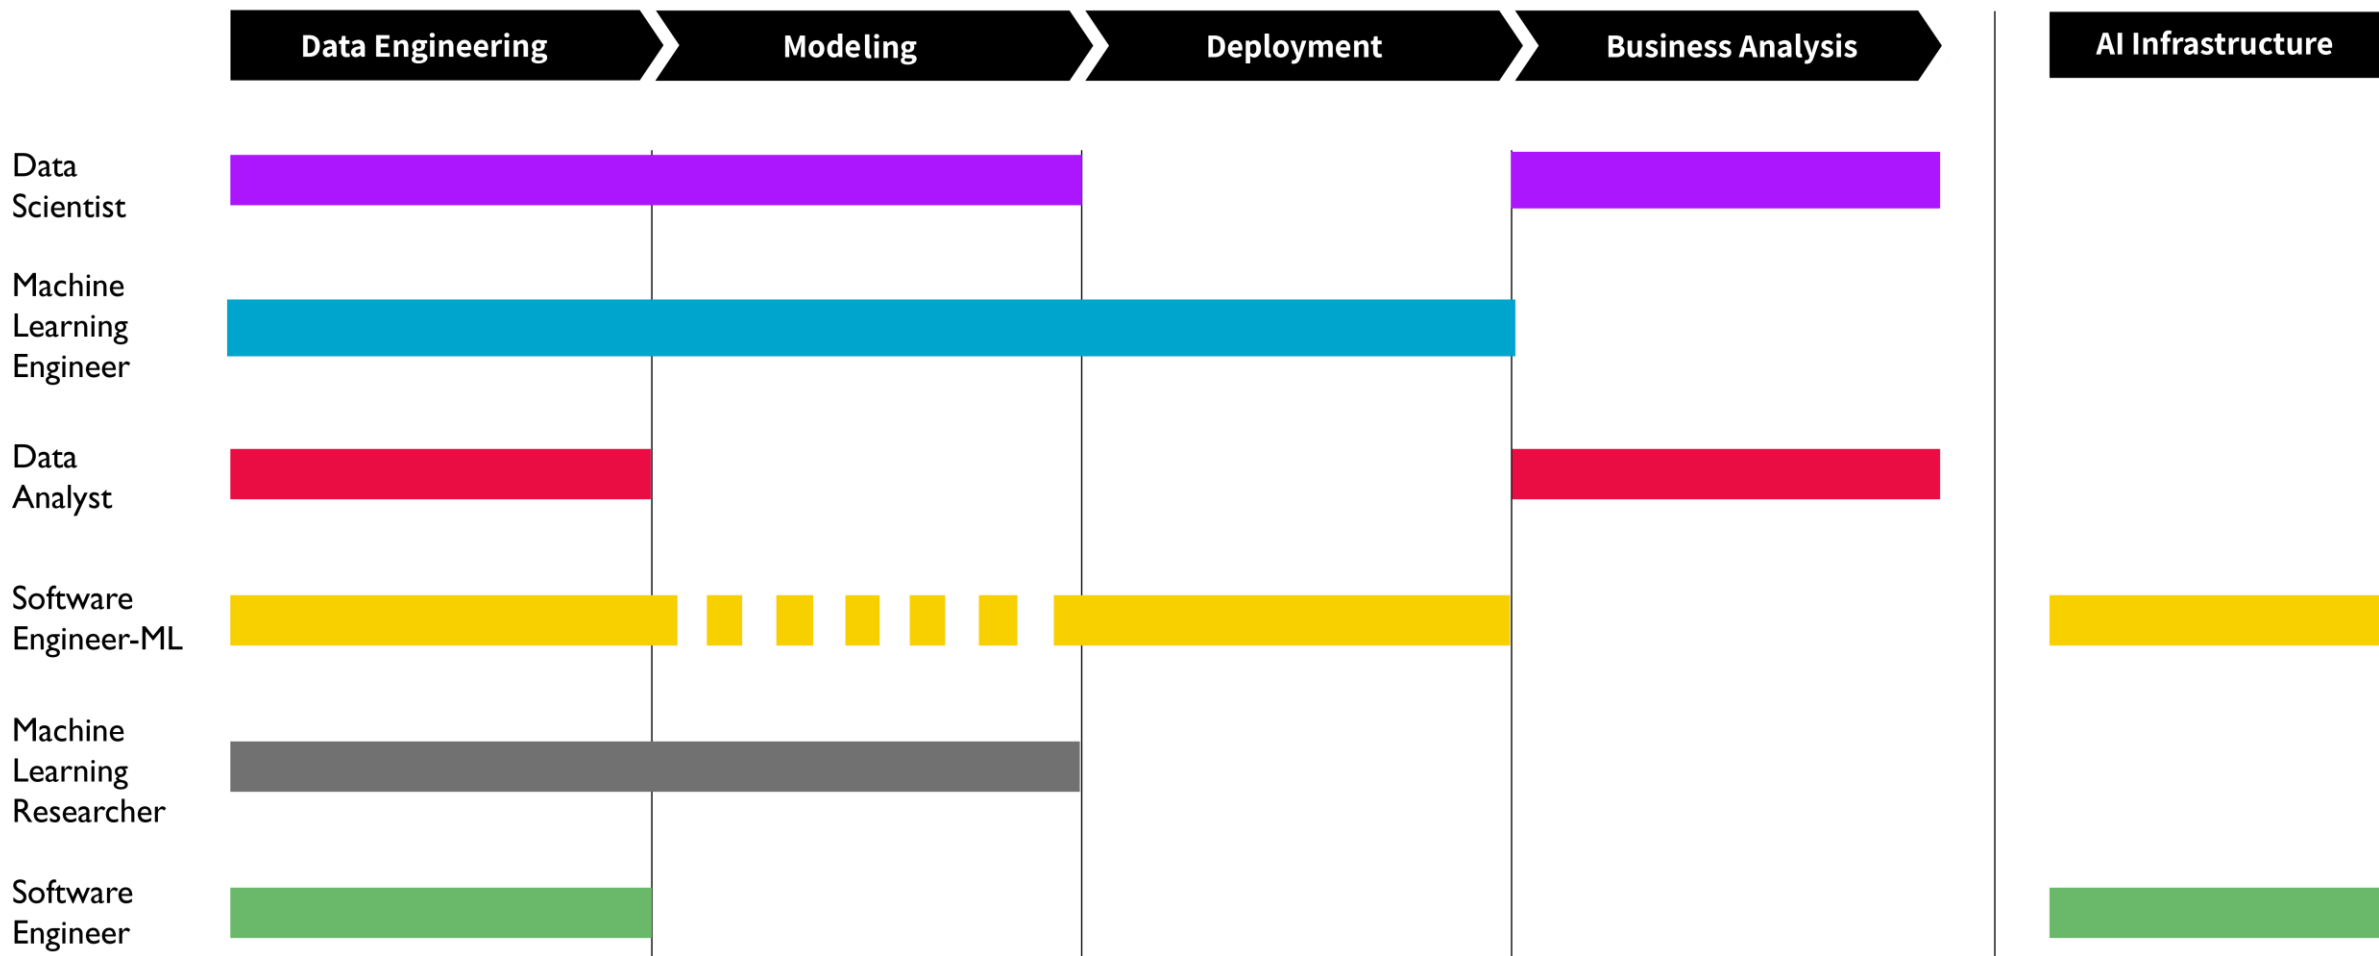 Data Engineering
Modeling
Deployment
Business Analysis
AI Infrastructure
Data
Scientist
Machine
Learning
Engineer
Data
Analyst
Software
Engineer-ML
Machine
Learning
Researcher
Software
Engineer